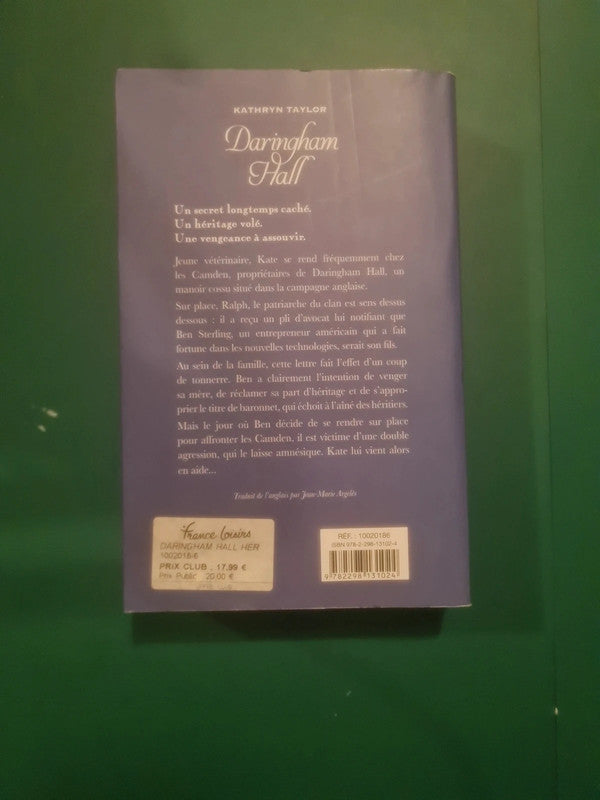 KATHRYN TAYLOR
Daringham
Hall
Un secret longtemps caché.
Un héritage volé.
Une vengeance à assouvir.
Jeune vétérinaire, Kate se rend fréquemment chez
les Camden, propriétaires de Daringham Hall, un
manoir cossu situé dans la campagne anglaise.
Sur place, Ralph, le patriarche du clan est sens dessus
dessous : il a reçu un pli d'avocat lui notifiant que
Ben Sterling, un entrepreneur américain qui a fait
fortune dans les nouvelles technologies, serait son fils.
Au sein de la famille, cette lettre fait l'effet d'un coup
de tonnerre. Ben a clairement l'intention de venger
sa mère, de réclamer sa part d'héritage et de s'appro-
prier le titre de baronnet, qui échoit à l'aîné des héritiers.
Mais le jour où Ben décide de se rendre sur place
pour affronter les Camden, il est victime d'une double
agression, qui le laisse amnésique. Kate lui vient alors
en aide...
Traduit de l'anglais par Jean-Marie Argelès
France Loisirs
DARINGHAM HALL HER
1002018-6
PRIX CLUB : 17.99 €
Prix Public : 20.00 €
RÉF. : 10020186
ISBN 978-2-298-13102-4
9 782298 131024